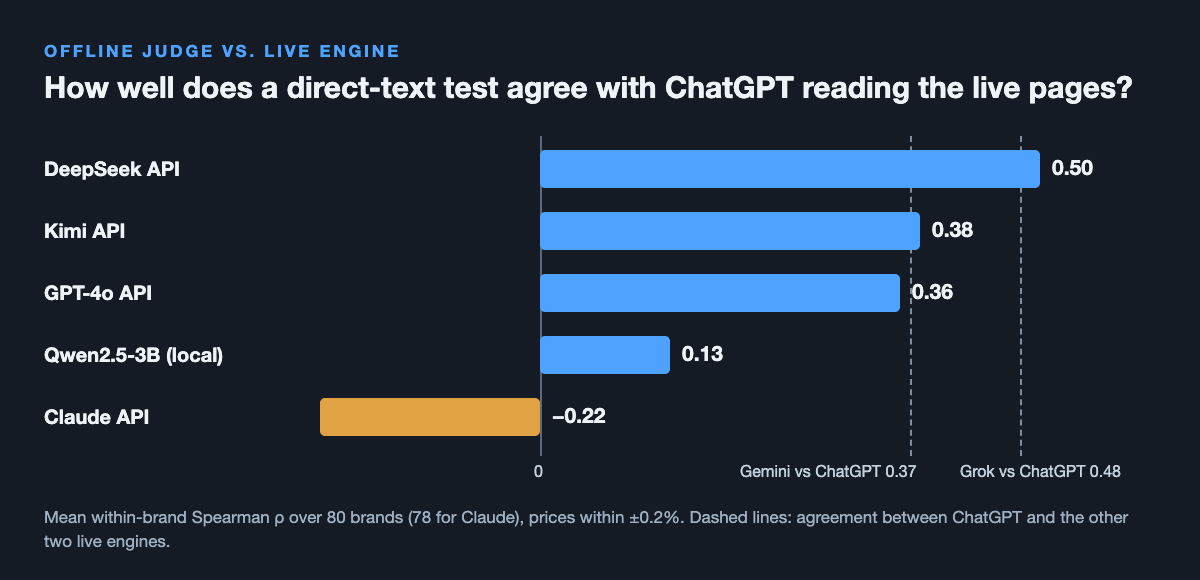 OFFLINE JUDGE VS. LIVE ENGINE
How well does a direct-text test agree with ChatGPT reading the live pages?
DeepSeek API
0.50
Kimi API
0.38
GPT-4o API
0.36
Qwen2.5-3B (local)
0.13
Claude API
−0.22
0
Gemini vs ChatGPT 0.37
Grok vs ChatGPT 0.48
Mean within-brand Spearman ρ over 80 brands (78 for Claude), prices within ±0.2%. Dashed lines: agreement between ChatGPT and the other
two live engines.